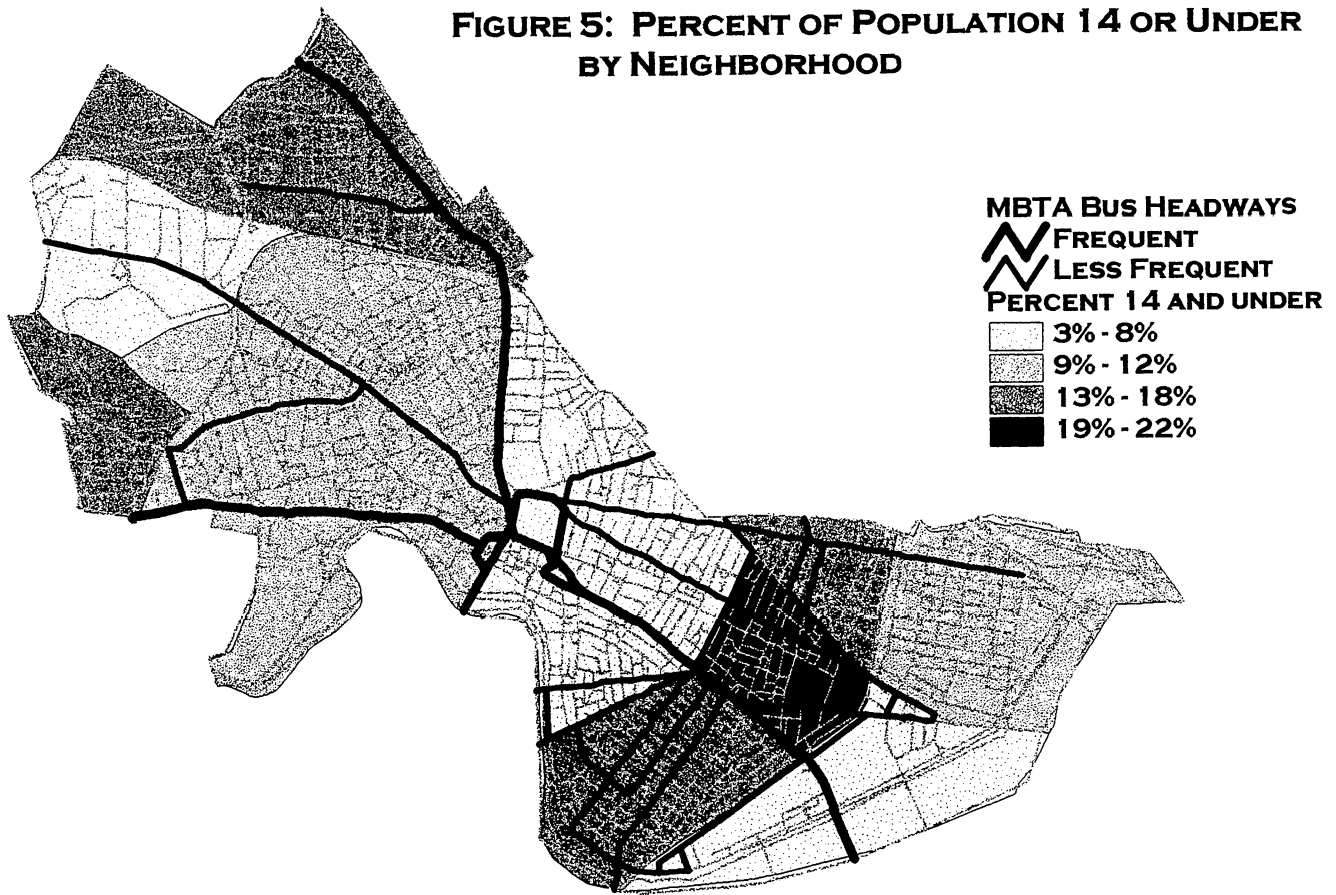 FIGURE 5: PERCENT OF POPULATION 14 OR UNDER
BY NEIGHBORHOOD
MBTA BUS HEADWAYS
FREQUENT
LESS FREQUENT
PERCENT 14 AND UNDER
3% - 8%
9% - 12%
13% - 18%
19% - 22%